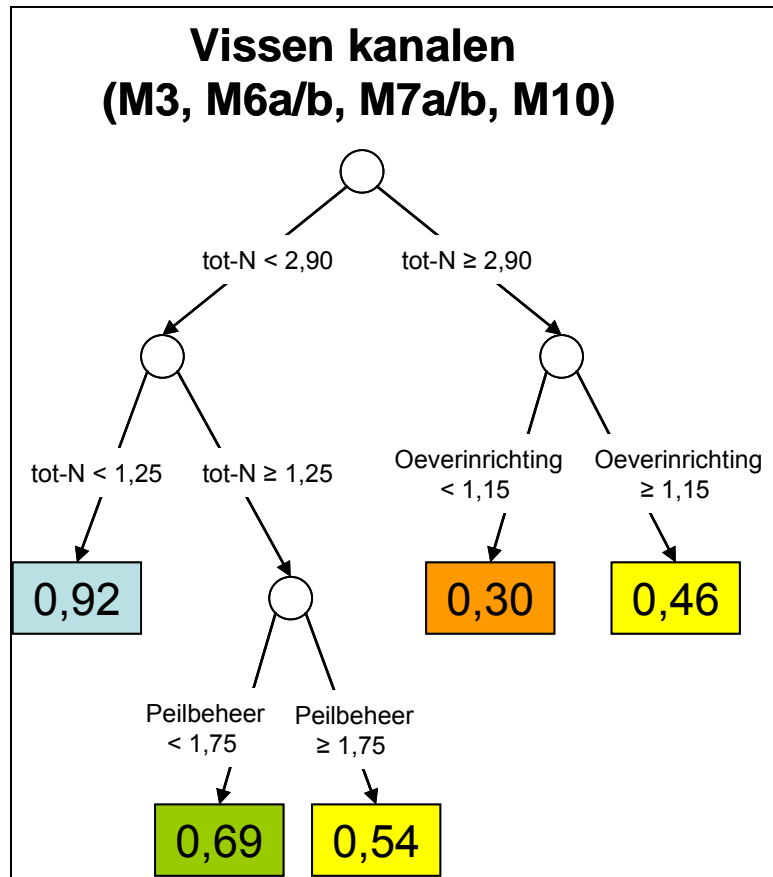 Vissen kanalen
(M3, M6a/b, M7a/b, M10)
tot-N < 2,90
tot-N ≥ 2,90
tot-N < 1,25
tot-N ≥ 1,25
Oeverinrichting
< 1,15
Oeverinrichting
≥ 1,15
0,92
0,30
0,46
Peilbeheer
< 1,75
Peilbeheer
≥ 1,75
0,69
0,54